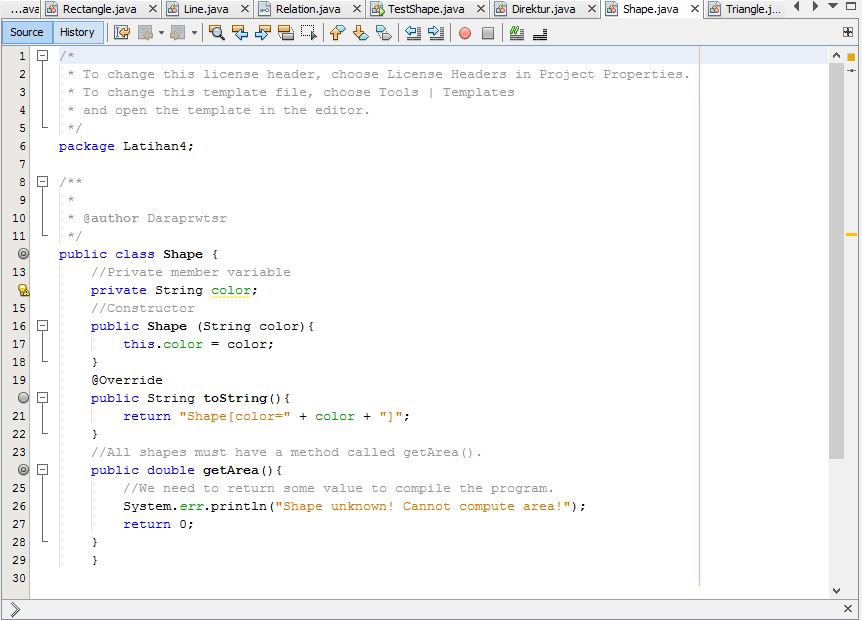 ...ava Rectangle.java Line.java Relation.java TestShape.java Direktur.java Shape.java Triangle.j...
Source History
1 /*
2 * To change this license header, choose License Headers in Project Properties.
3 * To change this template file, choose Tools | Templates
4 * and open the template in the editor.
5 */
6 package Latihan4;
7
8 /**
9 *
10 * @author Daraprwtsr
11 */
public class Shape {
13 //Private member variable
private String color;
15 //Constructor
16 public Shape (String color){
17 this.color = color;
18 }
19 @Override
public String toString(){
21 return "Shape[color=" + color + "]";
22 }
23 //All shapes must have a method called getArea().
public double getArea(){
25 //We need to return some value to compile the program.
26 System.err.println("Shape unknown! Cannot compute area!");
27 return 0;
28 }
29 }
30